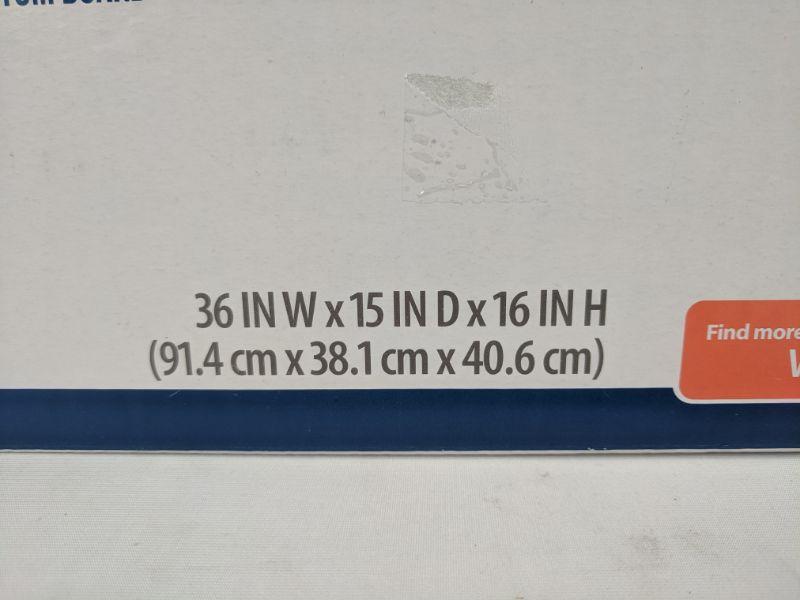 36 IN W x 15 IN D x 16 IN H
(91.4 cm x 38.1 cm x 40.6 cm)
Find more